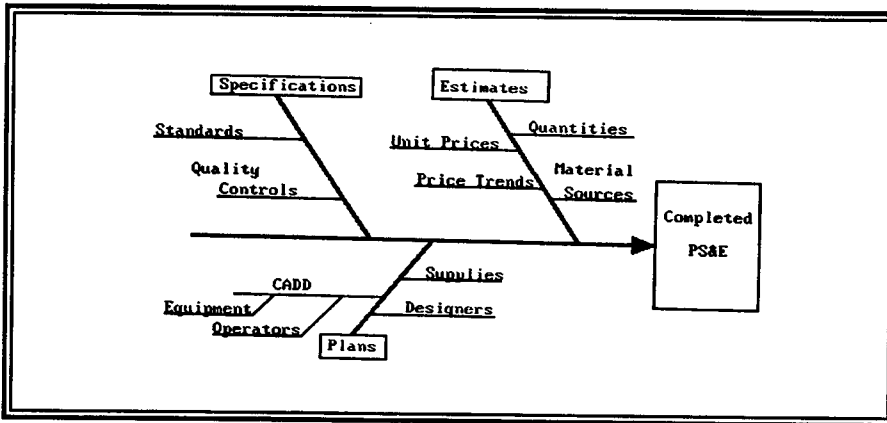 Specifications
Estimates
Standards
Quantities
Unit Prices
Quality
Controls
Price Trends
Material
Sources
Completed
PS&E
CADD
Supplies
Equipment
Designers
Operators
Plans